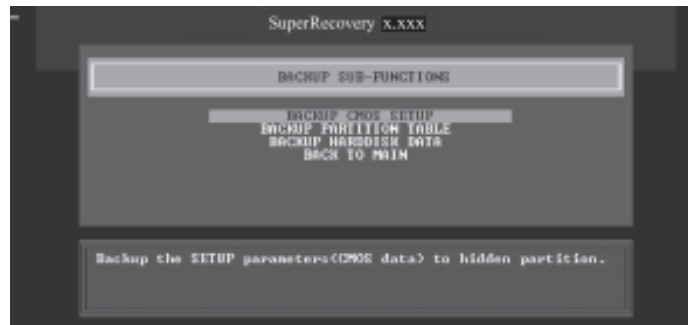 SuperRecovery x.xxx
BACKUP SUB-FUNCTIONS
BACKUP CMOS SETUP
BACKUP PARTITION TABLE
BACKUP HARDDISK DATA
BACK TO MAIN
Backup the SETUP parameters(CMOS data) to hidden partition.